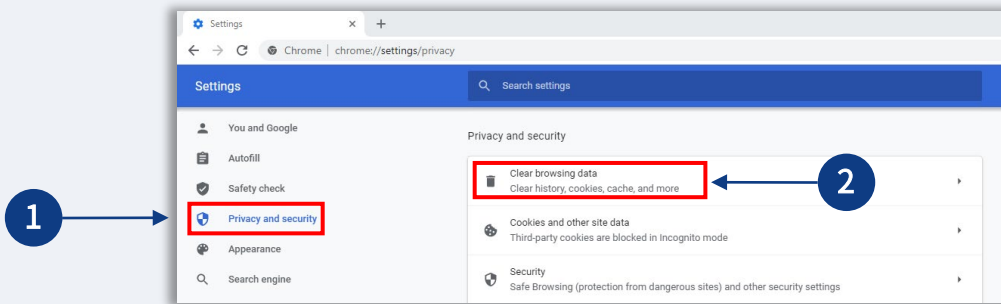 Settings
Chrome | chrome://settings/privacy
Settings
Search settings
You and Google
Autofill
Safety check
Privacy and security
Appearance
Search engine
Privacy and security
Clear browsing data
Clear history, cookies, cache, and more
Cookies and other site data
Third-party cookies are blocked in Incognito mode
Security
Safe Browsing (protection from dangerous sites) and other security settings
1
2